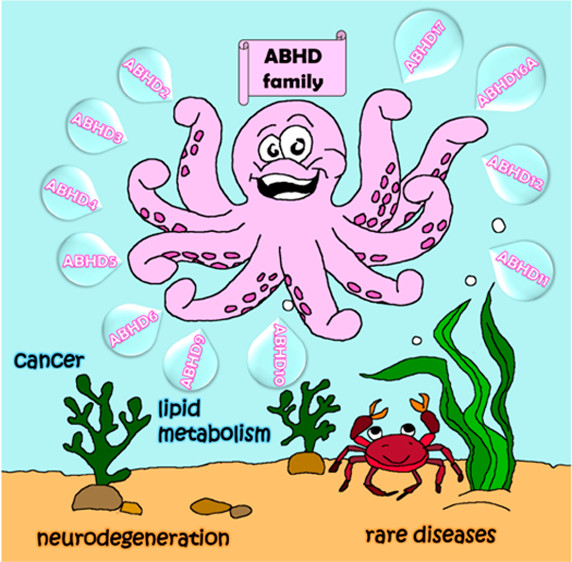 ABHD
family
ABHD2
ABHD3
ABHD4
ABHD5
ABHD6
ABHD9
ABHD10
ABHD11
ABHD12
ABHD16A
ABHD17
cancer
lipid
metabolism
neurodegeneration
rare diseases